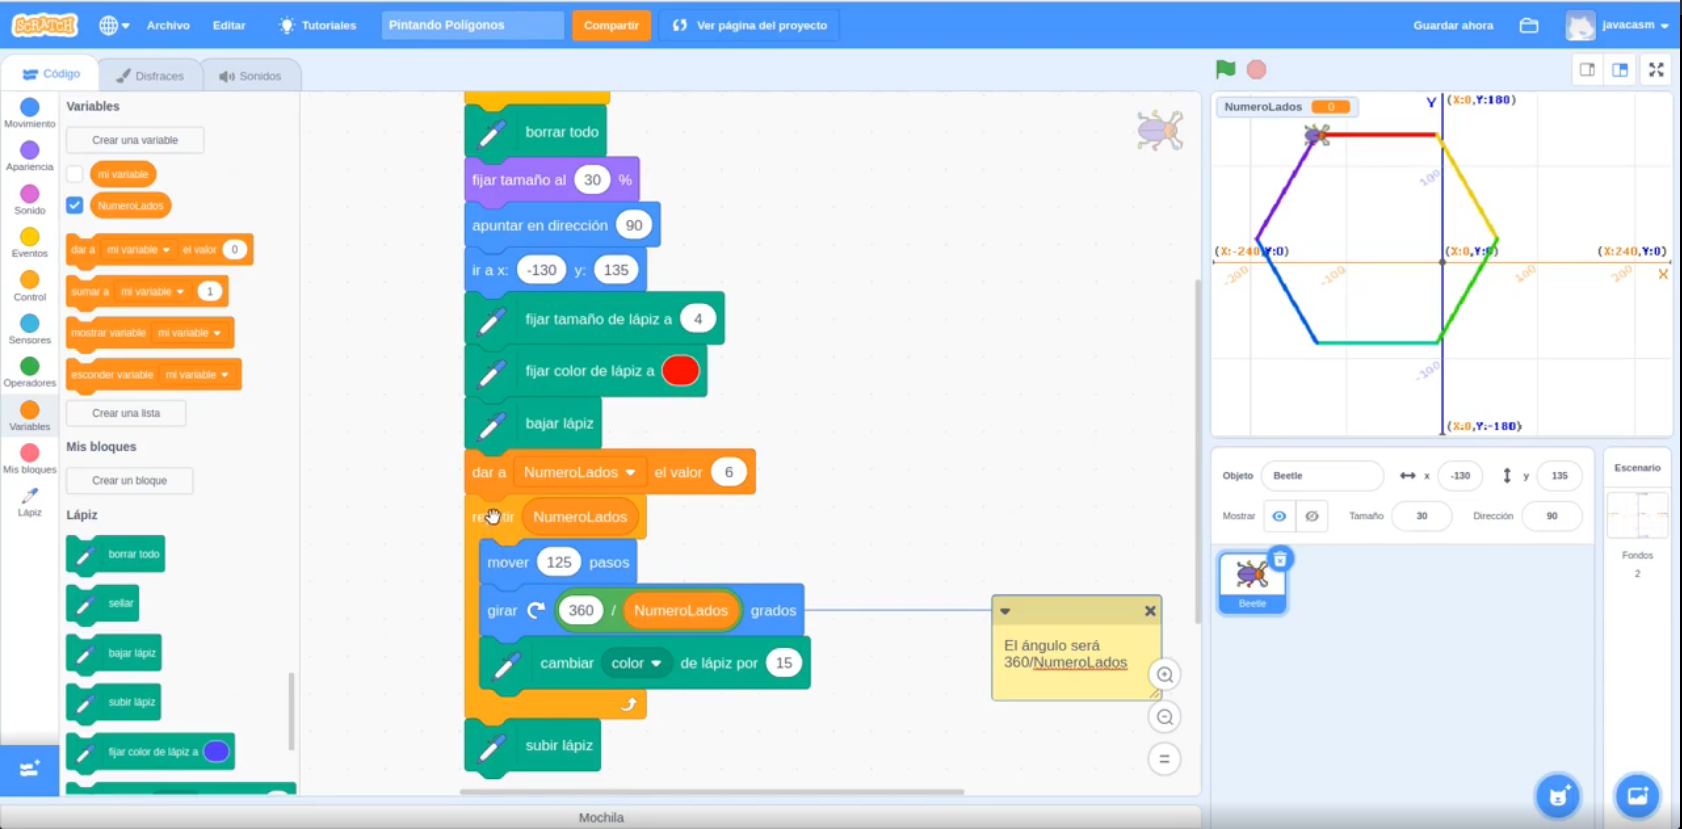 SCRATCH
Archivo
Editar
Tutoriales
Pintando Polígonos
Compartir
Ver página del proyecto
Guardar ahora
javacasm
Código
Disfraces
Sonidos
Movimiento
Apariencia
Sonido
Eventos
Control
Sensores
Operadores
Variables
Mis bloques
Lápiz
Variables
Crear una variable
mi variable
NumeroLados
dar a mi variable el valor 0
sumar a mi variable 1
mostrar variable mi variable
esconder variable mi variable
Crear una lista
Mis bloques
Crear un bloque
Lápiz
borrar todo
sellar
bajar lápiz
subir lápiz
fijar color de lápiz a
borrar todo
fijar tamaño al 30 %
apuntar en dirección 90
ir a x: -130 y: 135
fijar tamaño de lápiz a 4
fijar color de lápiz a
bajar lápiz
dar a NumeroLados el valor 6
NumeroLados
mover 125 pasos
girar 360 / NumeroLados grados
cambiar color de lápiz por 15
subir lápiz
El ángulo será
360/NumeroLados
Mochila
NumeroLados 0
Y (X:0,Y:180)
100
(X:-240,Y:0)
(X:0,Y:0)
(X:240,Y:0)
-200
-100
100
200
X
-100
(X:0,Y:-180)
Objeto
Beetle
x -130
y 135
Mostrar
Tamaño 30
Dirección 90
Beetle
Escenario
Fondos
2